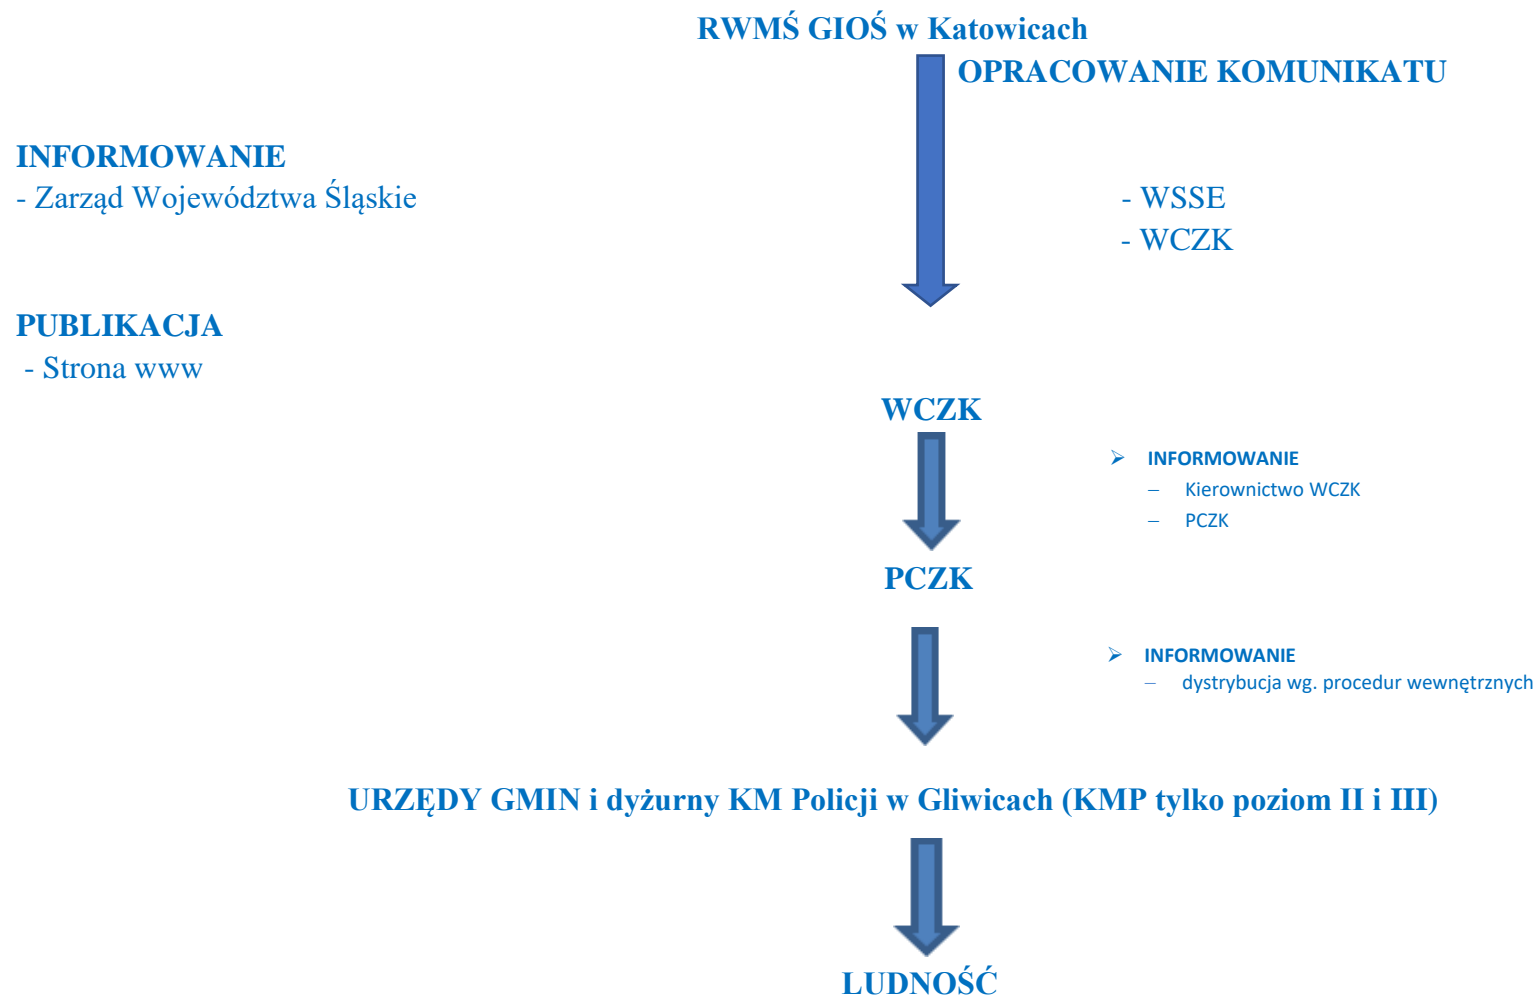 RWMŚ GIOŚ w Katowicach
OPRACOWANIE KOMUNIKATU
INFORMOWANIE
- Zarząd Województwa Śląskie
- WSSE
- WCZK
PUBLIKACJA
- Strona www
WCZK
➢ INFORMOWANIE
– Kierownictwo WCZK
– PCZK
PCZK
➢ INFORMOWANIE
– dystrybucja wg. procedur wewnętrznych
URZĘDY GMIN i dyżurny KM Policji w Gliwicach (KMP tylko poziom II i III)
LUDNOŚĆ